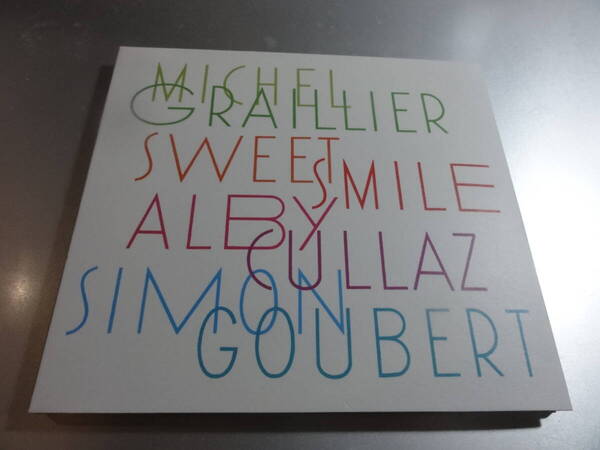 MICHEL
GRAILLIER
SWEET
SMILE
ALBY
CULLAZ
SIMON
GOUBERT